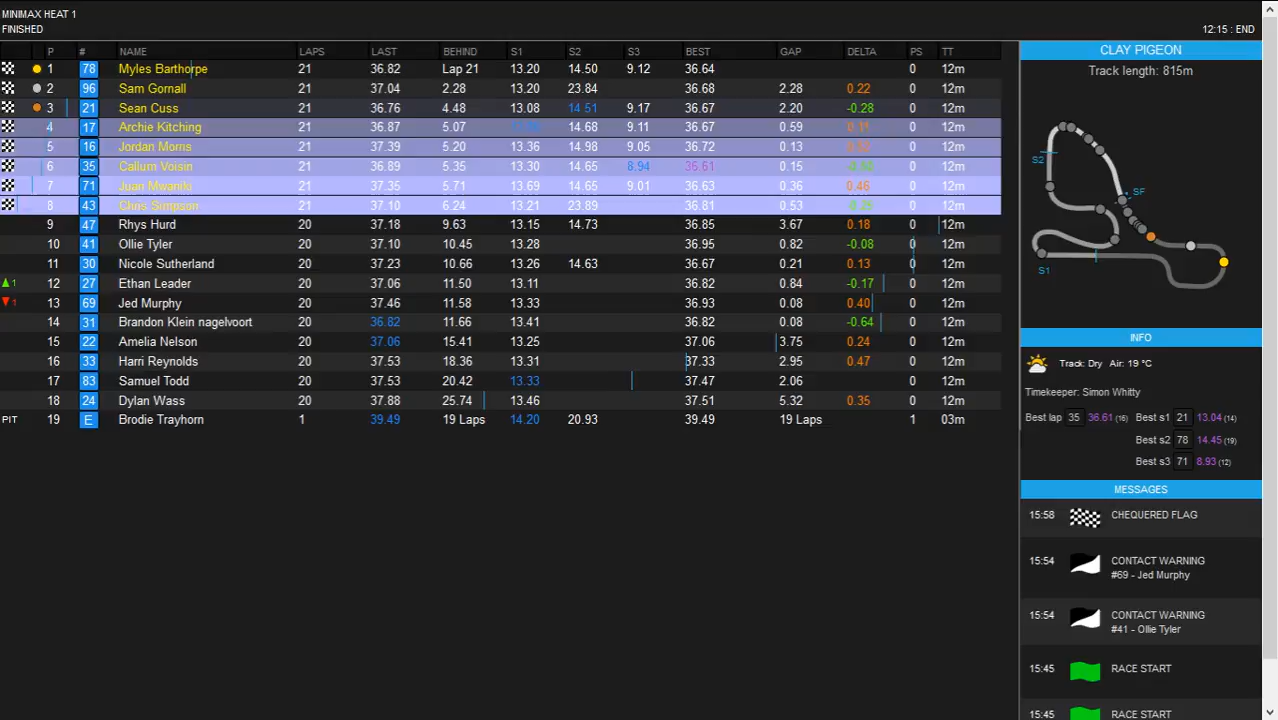 MINIMAX HEAT 1
FINISHED
12:15 : END
P # NAME LAPS LAST BEHIND S1 S2 S3 BEST GAP DELTA PS TT
1 78 Myles Barthorpe 21 36.82 Lap 21 13.20 14.50 9.12 36.64 0 12m
2 96 Sam Gornall 21 37.04 2.28 13.20 23.84 36.68 2.28 0.22 0 12m
3 21 Sean Cuss 21 36.76 4.48 13.08 14.51 9.17 36.67 2.20 -0.28 0 12m
4 17 Archie Kitching 21 36.87 5.07 14.68 9.11 36.67 0.59 0.11 0 12m
5 16 Jordan Morris 21 37.39 5.20 13.36 14.98 9.05 36.72 0.13 0 12m
6 35 Callum Voisin 21 36.89 5.35 13.30 14.65 8.94 36.61 0.15 0 12m
7 71 Juan Mwaniki 21 37.35 5.71 13.69 14.65 9.01 36.63 0.36 0.46 0 12m
8 43 Chris Simpson 21 37.10 6.24 13.21 23.89 36.81 0.53 0 12m
9 47 Rhys Hurd 20 37.18 9.63 13.15 14.73 36.85 3.67 0.18 0 12m
10 41 Ollie Tyler 20 37.22 10.45 13.28 36.95 0.82 -0.08 0 12m
11 30 Nicole Sutherland 20 37.23 10.66 13.26 14.63 36.67 0.21 0.13 0 12m
1 12 27 Ethan Leader 20 37.06 11.50 13.11 36.82 0.84 -0.17 0 12m
1 13 69 Jed Murphy 20 37.46 11.58 13.33 36.93 0.08 0.40 0 12m
14 31 Brandon Klein nagelvoort 20 36.82 11.66 13.41 36.82 0.08 -0.64 0 12m
15 22 Amelia Nelson 20 37.06 15.41 13.25 37.06 3.75 0.24 0 12m
16 33 Harri Reynolds 20 37.53 18.36 13.31 37.33 2.95 0.47 0 12m
17 83 Samuel Todd 20 37.53 20.42 13.33 37.47 2.06 0 12m
18 24 Dylan Wass 20 37.88 25.74 13.46 37.51 5.32 0.35 0 12m
PIT 19 E Brodie Trayhorn 1 39.49 19 Laps 14.20 20.93 39.49 19 Laps 1 03m
CLAY PIGEON
Track length: 815m
S2
SF
S1
INFO
Track: Dry Air: 19 °C
Timekeeper: Simon Whitty
Best lap 35 36.61 (16) Best s1 21 13.04 (14)
Best s2 78 14.45 (19)
Best s3 71 8.93 (12)
MESSAGES
15:58 CHEQUERED FLAG
15:54 CONTACT WARNING
#69 - Jed Murphy
15:54 CONTACT WARNING
#41 - Ollie Tyler
15:45 RACE START
15:45 RACE START